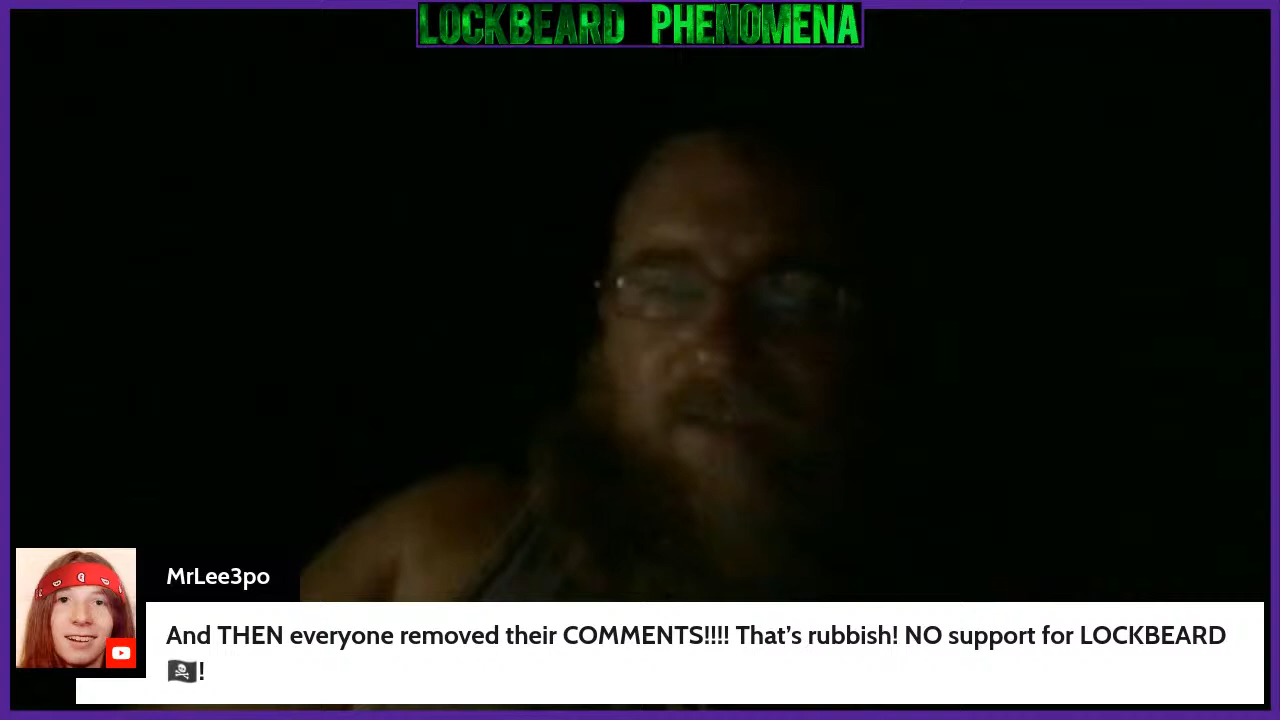 LOCKBEARD PHENOMENA
MrLee3po
And THEN everyone removed their COMMENTS!!!! That’s rubbish! NO support for LOCKBEARD
🏴‍☠️!